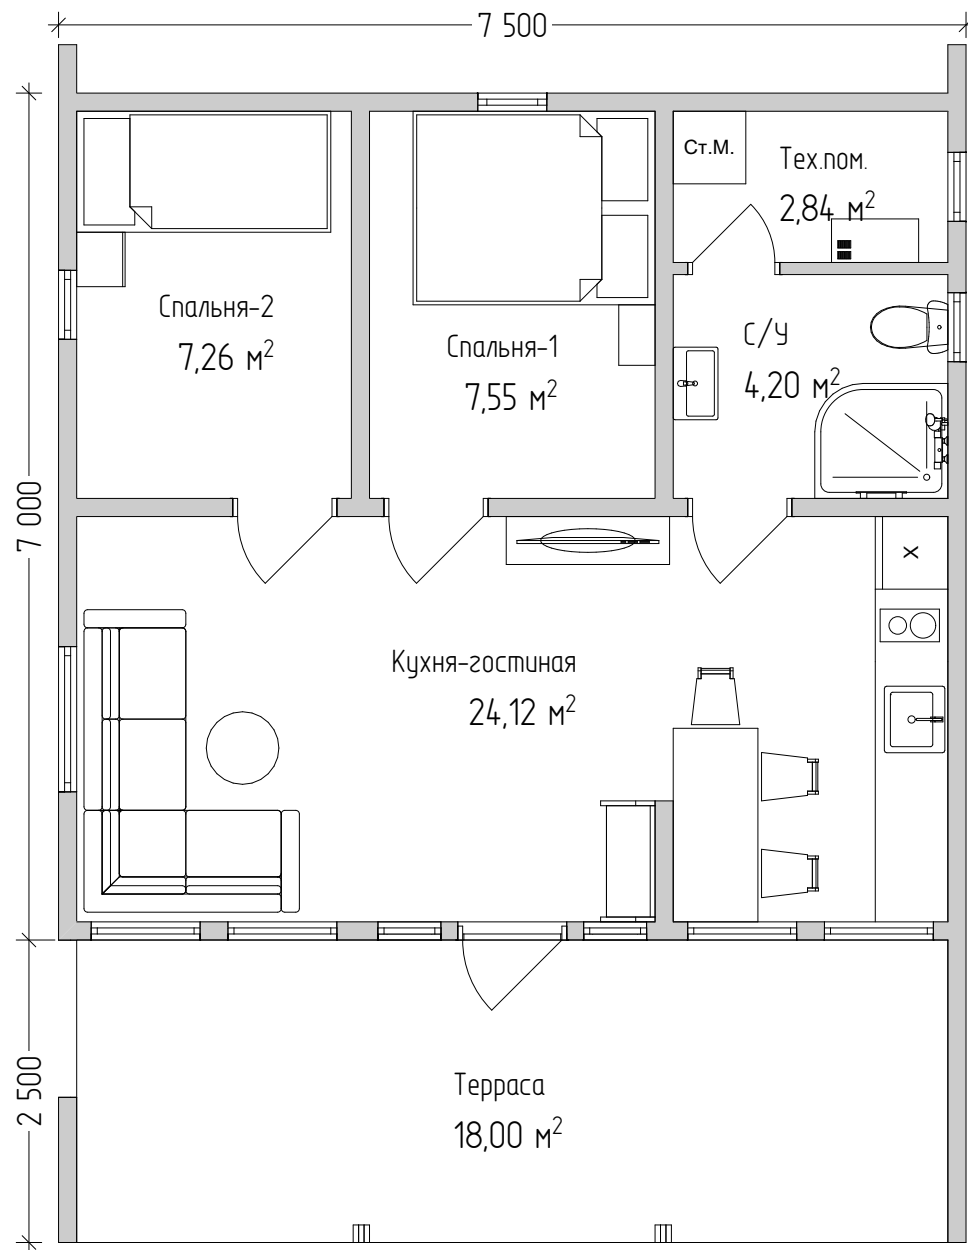 7 500
Ст.М.
Тех.пом.
2,84 м²
Спальня-2
7,26 м²
Спальня-1
7,55 м²
С/У
4,20 м²
7 000
X
Кухня-гостиная
24,12 м²
2 500
Терраса
18,00 м²